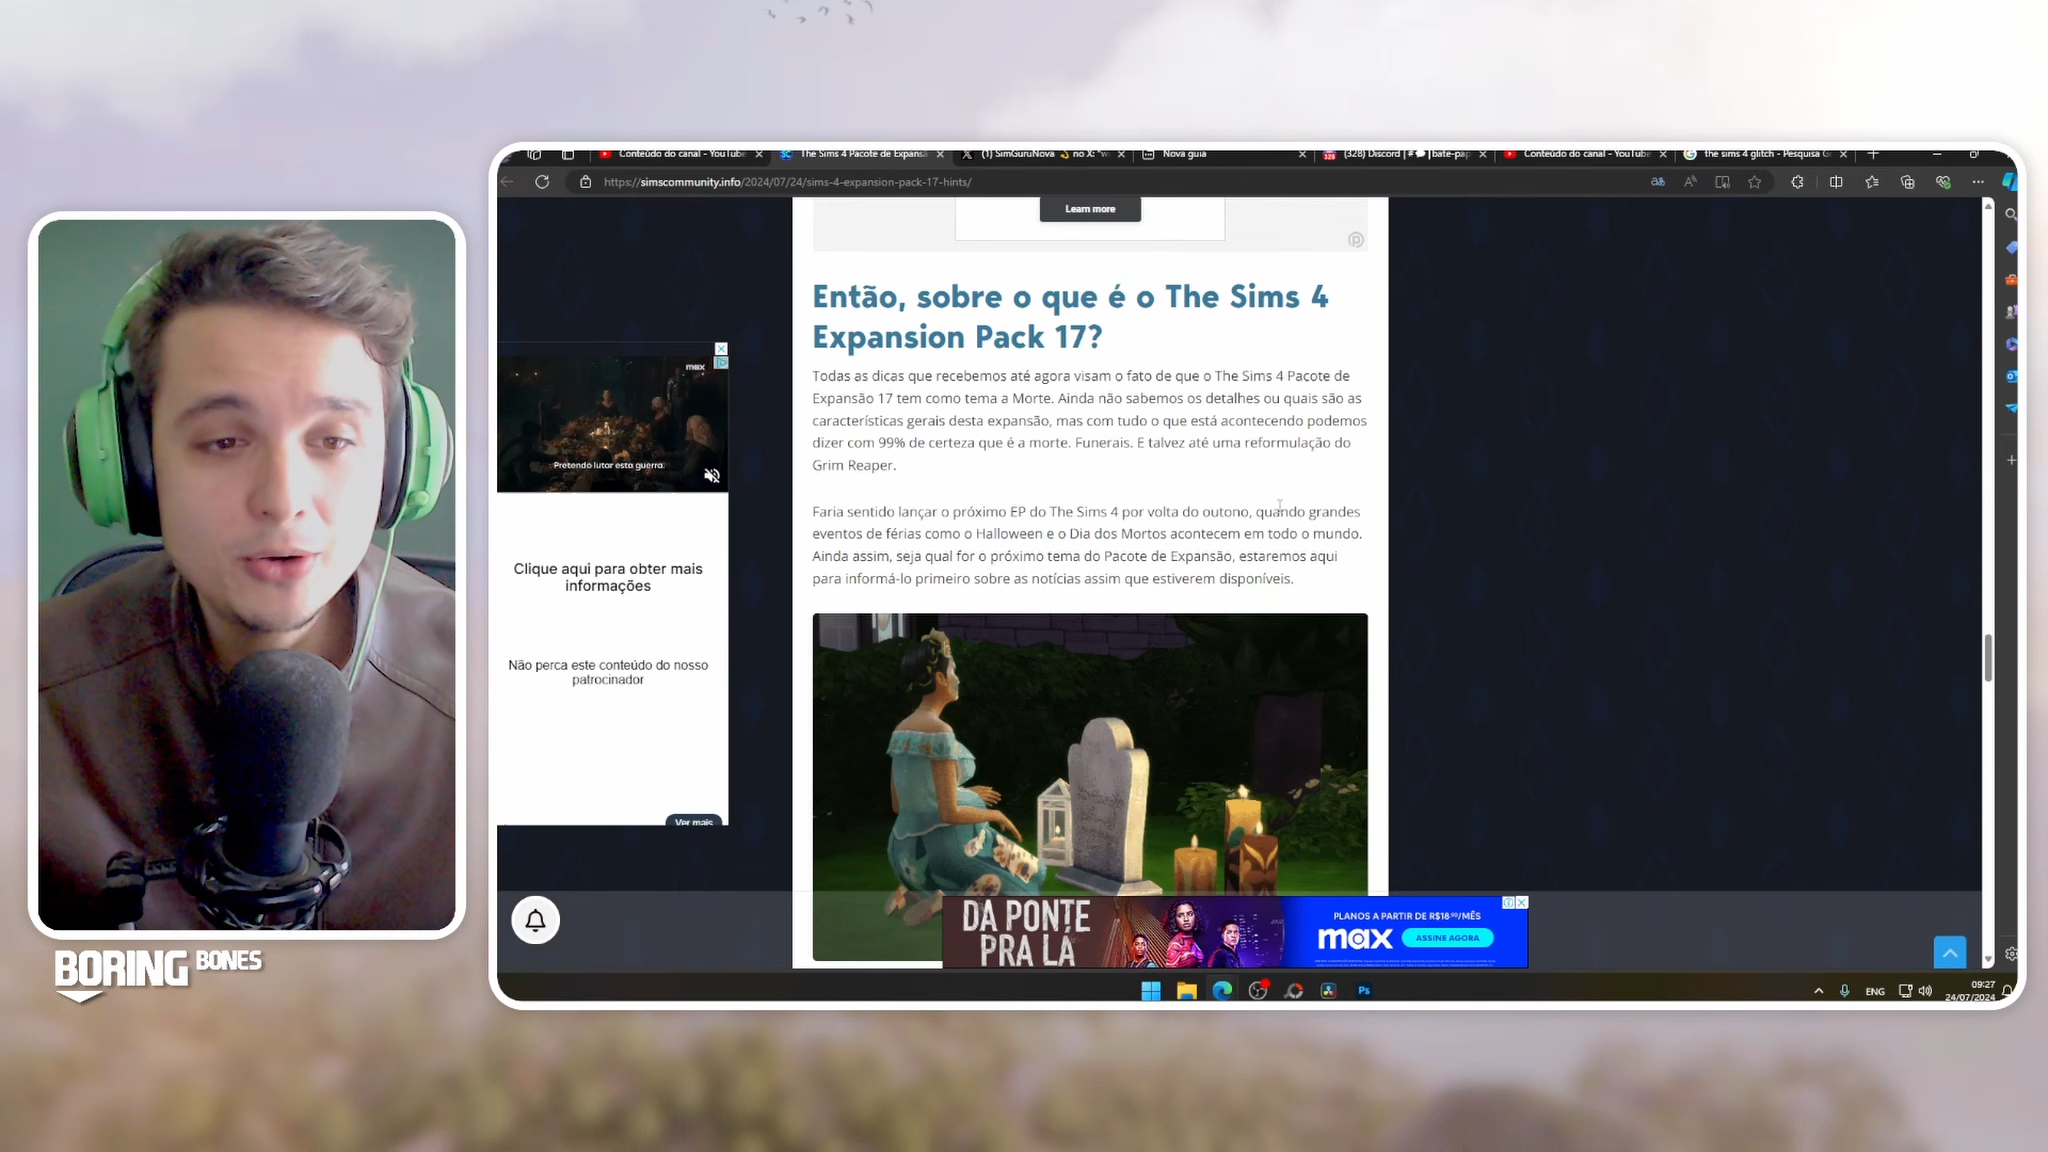 Conteúdo do canal - YouTube
The Sims 4 Pacote de Expans
(1) SimGuruNova
no X: "w
Nova guia
(328) Discord | #
|bate-pap
Conteúdo do canal - YouTube
the sims 4 glitch - Pesquisa G
https://simscommunity.info/2024/07/24/sims-4-expansion-pack-17-hints/
Learn more
Então, sobre o que é o The Sims 4
Expansion Pack 17?
Todas as dicas que recebemos até agora visam o fato de que o The Sims 4 Pacote de
Expansão 17 tem como tema a Morte. Ainda não sabemos os detalhes ou quais são as
características gerais desta expansão, mas com tudo o que está acontecendo podemos
dizer com 99% de certeza que é a morte. Funerais. E talvez até uma reformulação do
Grim Reaper.
Faria sentido lançar o próximo EP do The Sims 4 por volta do outono, quando grandes
eventos de férias como o Halloween e o Dia dos Mortos acontecem em todo o mundo.
Ainda assim, seja qual for o próximo tema do Pacote de Expansão, estaremos aqui
para informá-lo primeiro sobre as notícias assim que estiverem disponíveis.
max
Pretendo lutar esta guerra.
Clique aqui para obter mais
informações
Não perca este conteúdo do nosso
patrocinador
Ver mais
DA PONTE
PRA LÁ
PLANOS A PARTIR DE R$18,90/MÊS
max
ASSINE AGORA
Ps
ENG
09:27
24/07/2024
BORING BONES